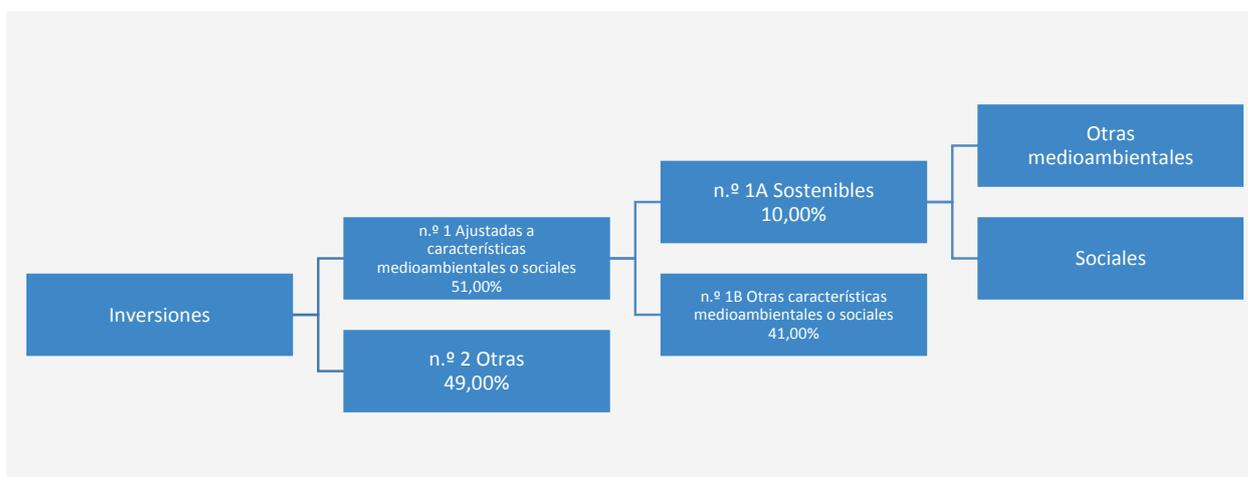 Inversiones
n.º 1 Ajustadas a
características
medioambientales o sociales
51,00%
n.º 2 Otras
49,00%
n.º 1A Sostenibles
10,00%
n.º 1B Otras características
medioambientales o sociales
41,00%
Otras
medioambientales
Sociales